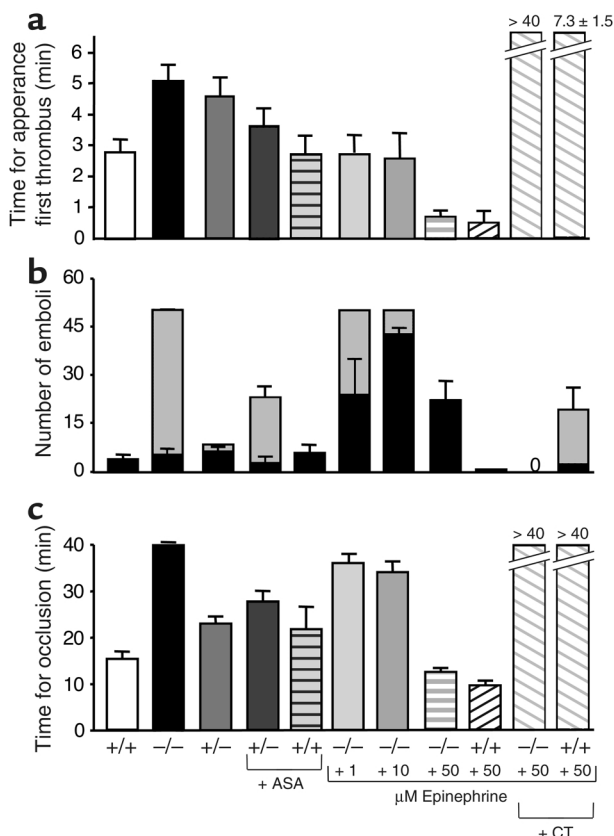 a
> 40 7.3 ± 1.5
Time for apperance
first thrombus (min)
6
5
4
3
2
1
0
b
Number of emboli
60
45
30
15
0
0
c
> 40 > 40
Time for occlusion (min)
40
30
20
10
0
+/+ –/– +/– +/– +/+ –/– –/– –/– +/+ –/– +/+
+ 1 + 10 + 50 + 50 + 50 + 50
+ ASA
μM Epinephrine
+ CT